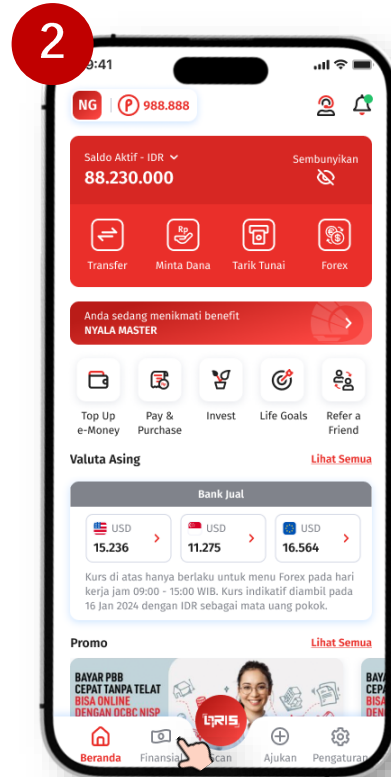 2
9:41
NG
988.888
Saldo Aktif - IDR
Sembunyikan
88.230.000
Rp
Transfer
Minta Dana
Tarik Tunai
Forex
Anda sedang menikmati benefit
NYALA MASTER
Top Up
e-Money
Pay &
Purchase
Invest
Life Goals
Refer a
Friend
Valuta Asing
Lihat Semua
Bank Jual
USD
15.236
USD
11.275
USD
16.564
Kurs di atas hanya berlaku untuk menu Forex pada hari
kerja jam 09:00 - 15:00 WIB. Kurs indikatif diambil pada
16 Jan 2024 dengan IDR sebagai mata uang pokok.
Promo
Lihat Semua
BAYAR PBB
CEPAT TANPA TELAT
BISA ONLINE
DENGAN OCBC NISP
QRIS
Beranda
Finansial
Scan
Ajukan
Pengaturan